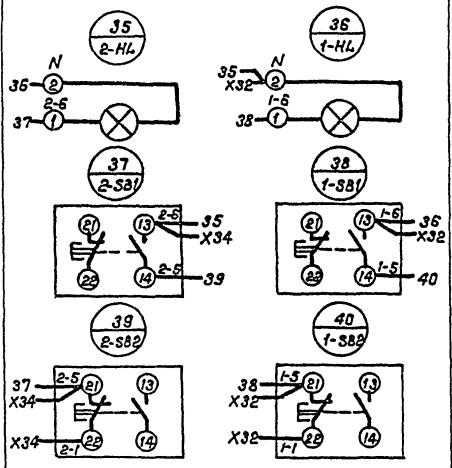 35
2-HL
36
1-HL
N
36 2
2-6
37 1
N
35
X32 2
1-6
38 1
37
2-SB1
38
1-SB1
21 13 2-6 35
X34
22 14 2-5 39
21 13 1-6 36
X32
22 14 1-5 40
39
2-SB2
40
1-SB2
37 2-5 21 13
X34
X34 2-1 22 14
38 1-5 21 13
X32
X32 1-1 22 14